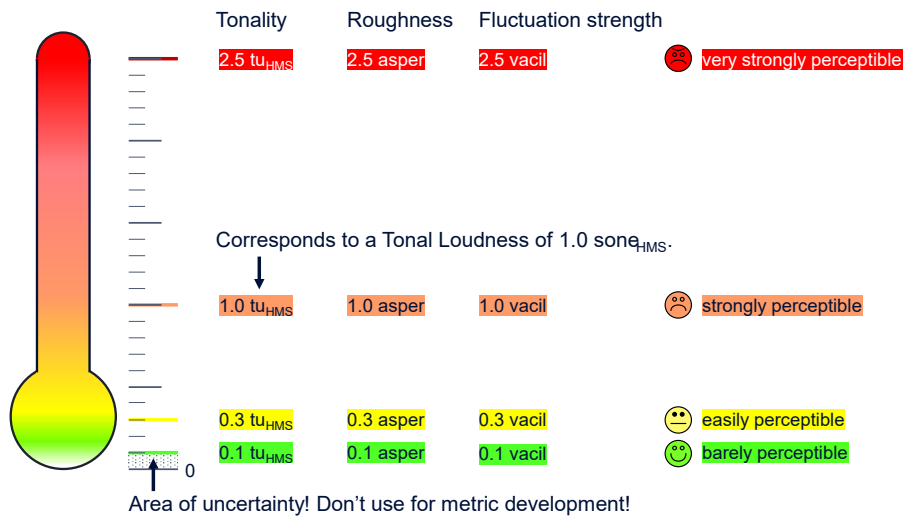 Tonality Roughness Fluctuation strength
2.5 tuHMS 2.5 asper 2.5 vacil very strongly perceptible
Corresponds to a Tonal Loudness of 1.0 soneHMS.
1.0 tuHMS 1.0 asper 1.0 vacil strongly perceptible
0.3 tuHMS 0.3 asper 0.3 vacil easily perceptible
0.1 tuHMS 0.1 asper 0.1 vacil barely perceptible
0
Area of uncertainty! Don’t use for metric development!